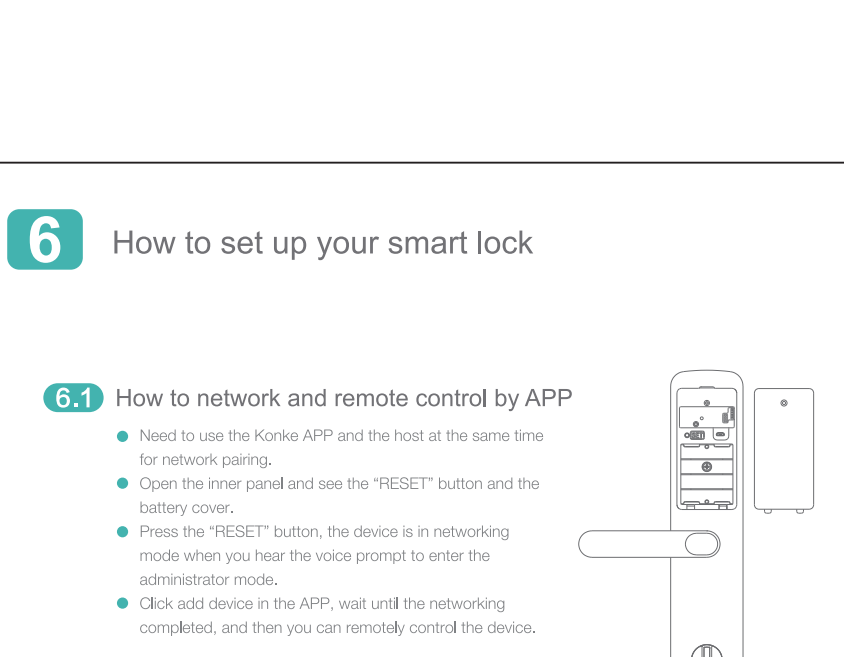 6
How to set up your smart lock
6.1
How to network and remote control by APP
Need to use the Konke APP and the host at the same time
for network pairing.
Open the inner panel and see the “RESET” button and the
battery cover.
Press the “RESET” button, the device is in networking
mode when you hear the voice prompt to enter the
administrator mode.
Click add device in the APP, wait until the networking
completed, and then you can remotely control the device.